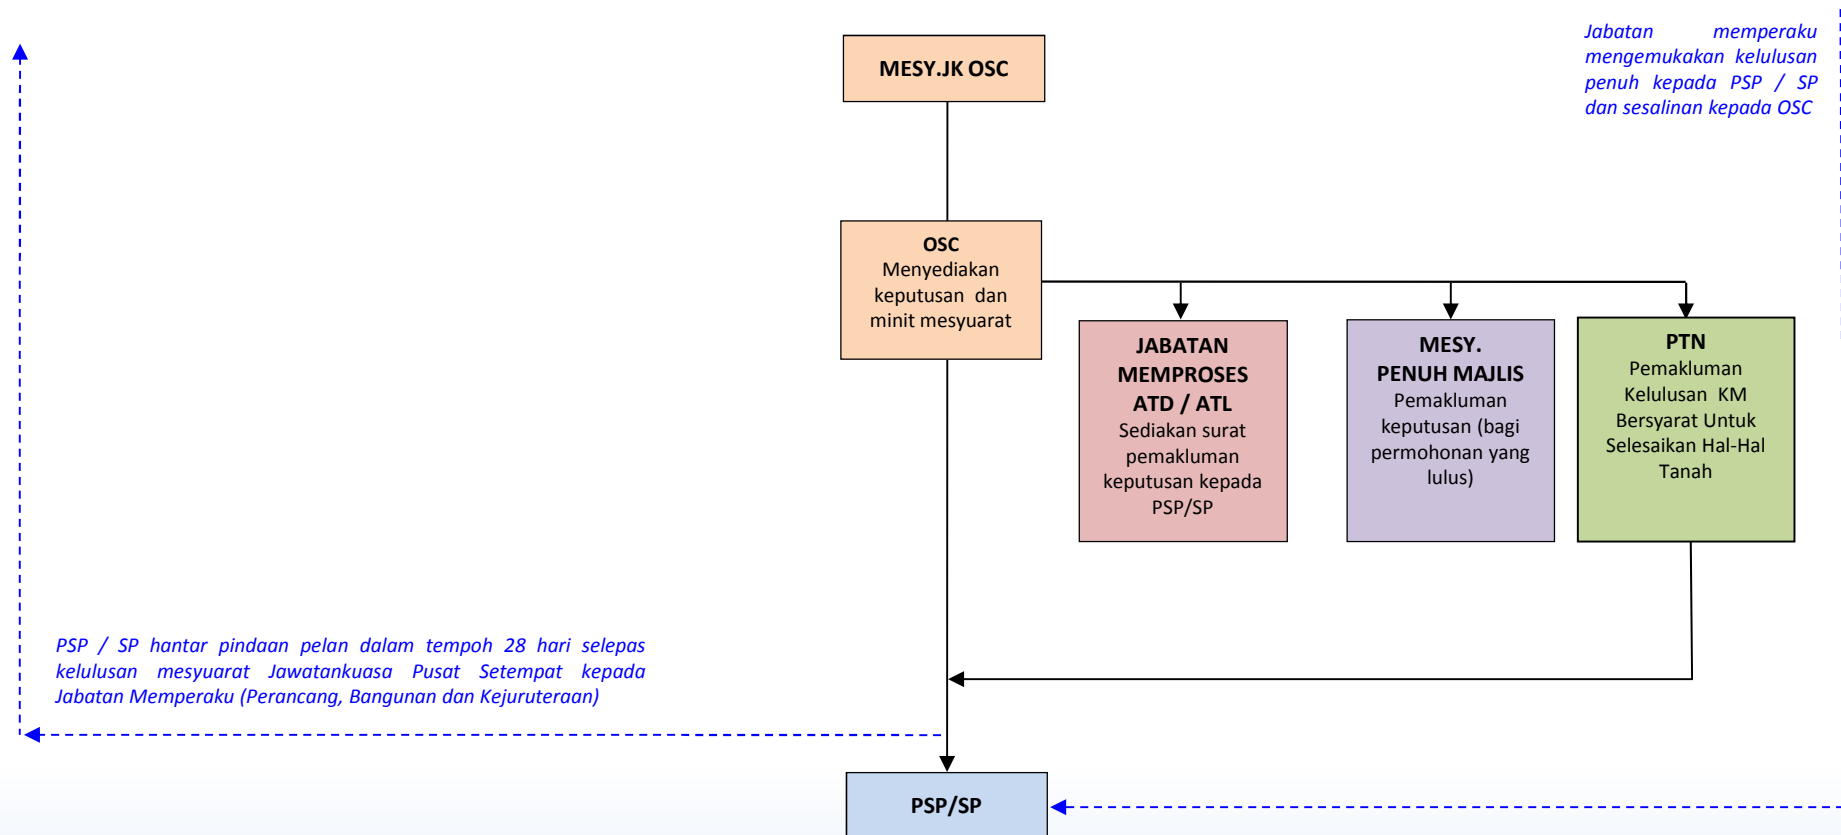 Jabatan memperaku
mengemukakan kelulusan
penuh kepada PSP / SP
dan sesalinan kepada OSC
MESY.JK OSC
OSC
Menyediakan
keputusan dan
minit mesyuarat
JABATAN
MEMPROSES
ATD / ATL
Sediakan surat
pemakluman
keputusan kepada
PSP/SP
MESY.
PENUH MAJLIS
Pemakluman
keputusan (bagi
permohonan yang
lulus)
PTN
Pemakluman
Kelulusan KM
Bersyarat Untuk
Selesaikan Hal-Hal
Tanah
PSP / SP hantar pindaan pelan dalam tempoh 28 hari selepas
kelulusan mesyuarat Jawatankuasa Pusat Setempat kepada
Jabatan Memperaku (Perancang, Bangunan dan Kejuruteraan)
PSP/SP